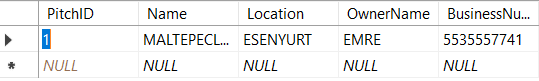 PitchID Name Location OwnerName BusinessNu...
1 MALTEPECL... ESENYURT EMRE 5535557741
NULL NULL NULL NULL NULL